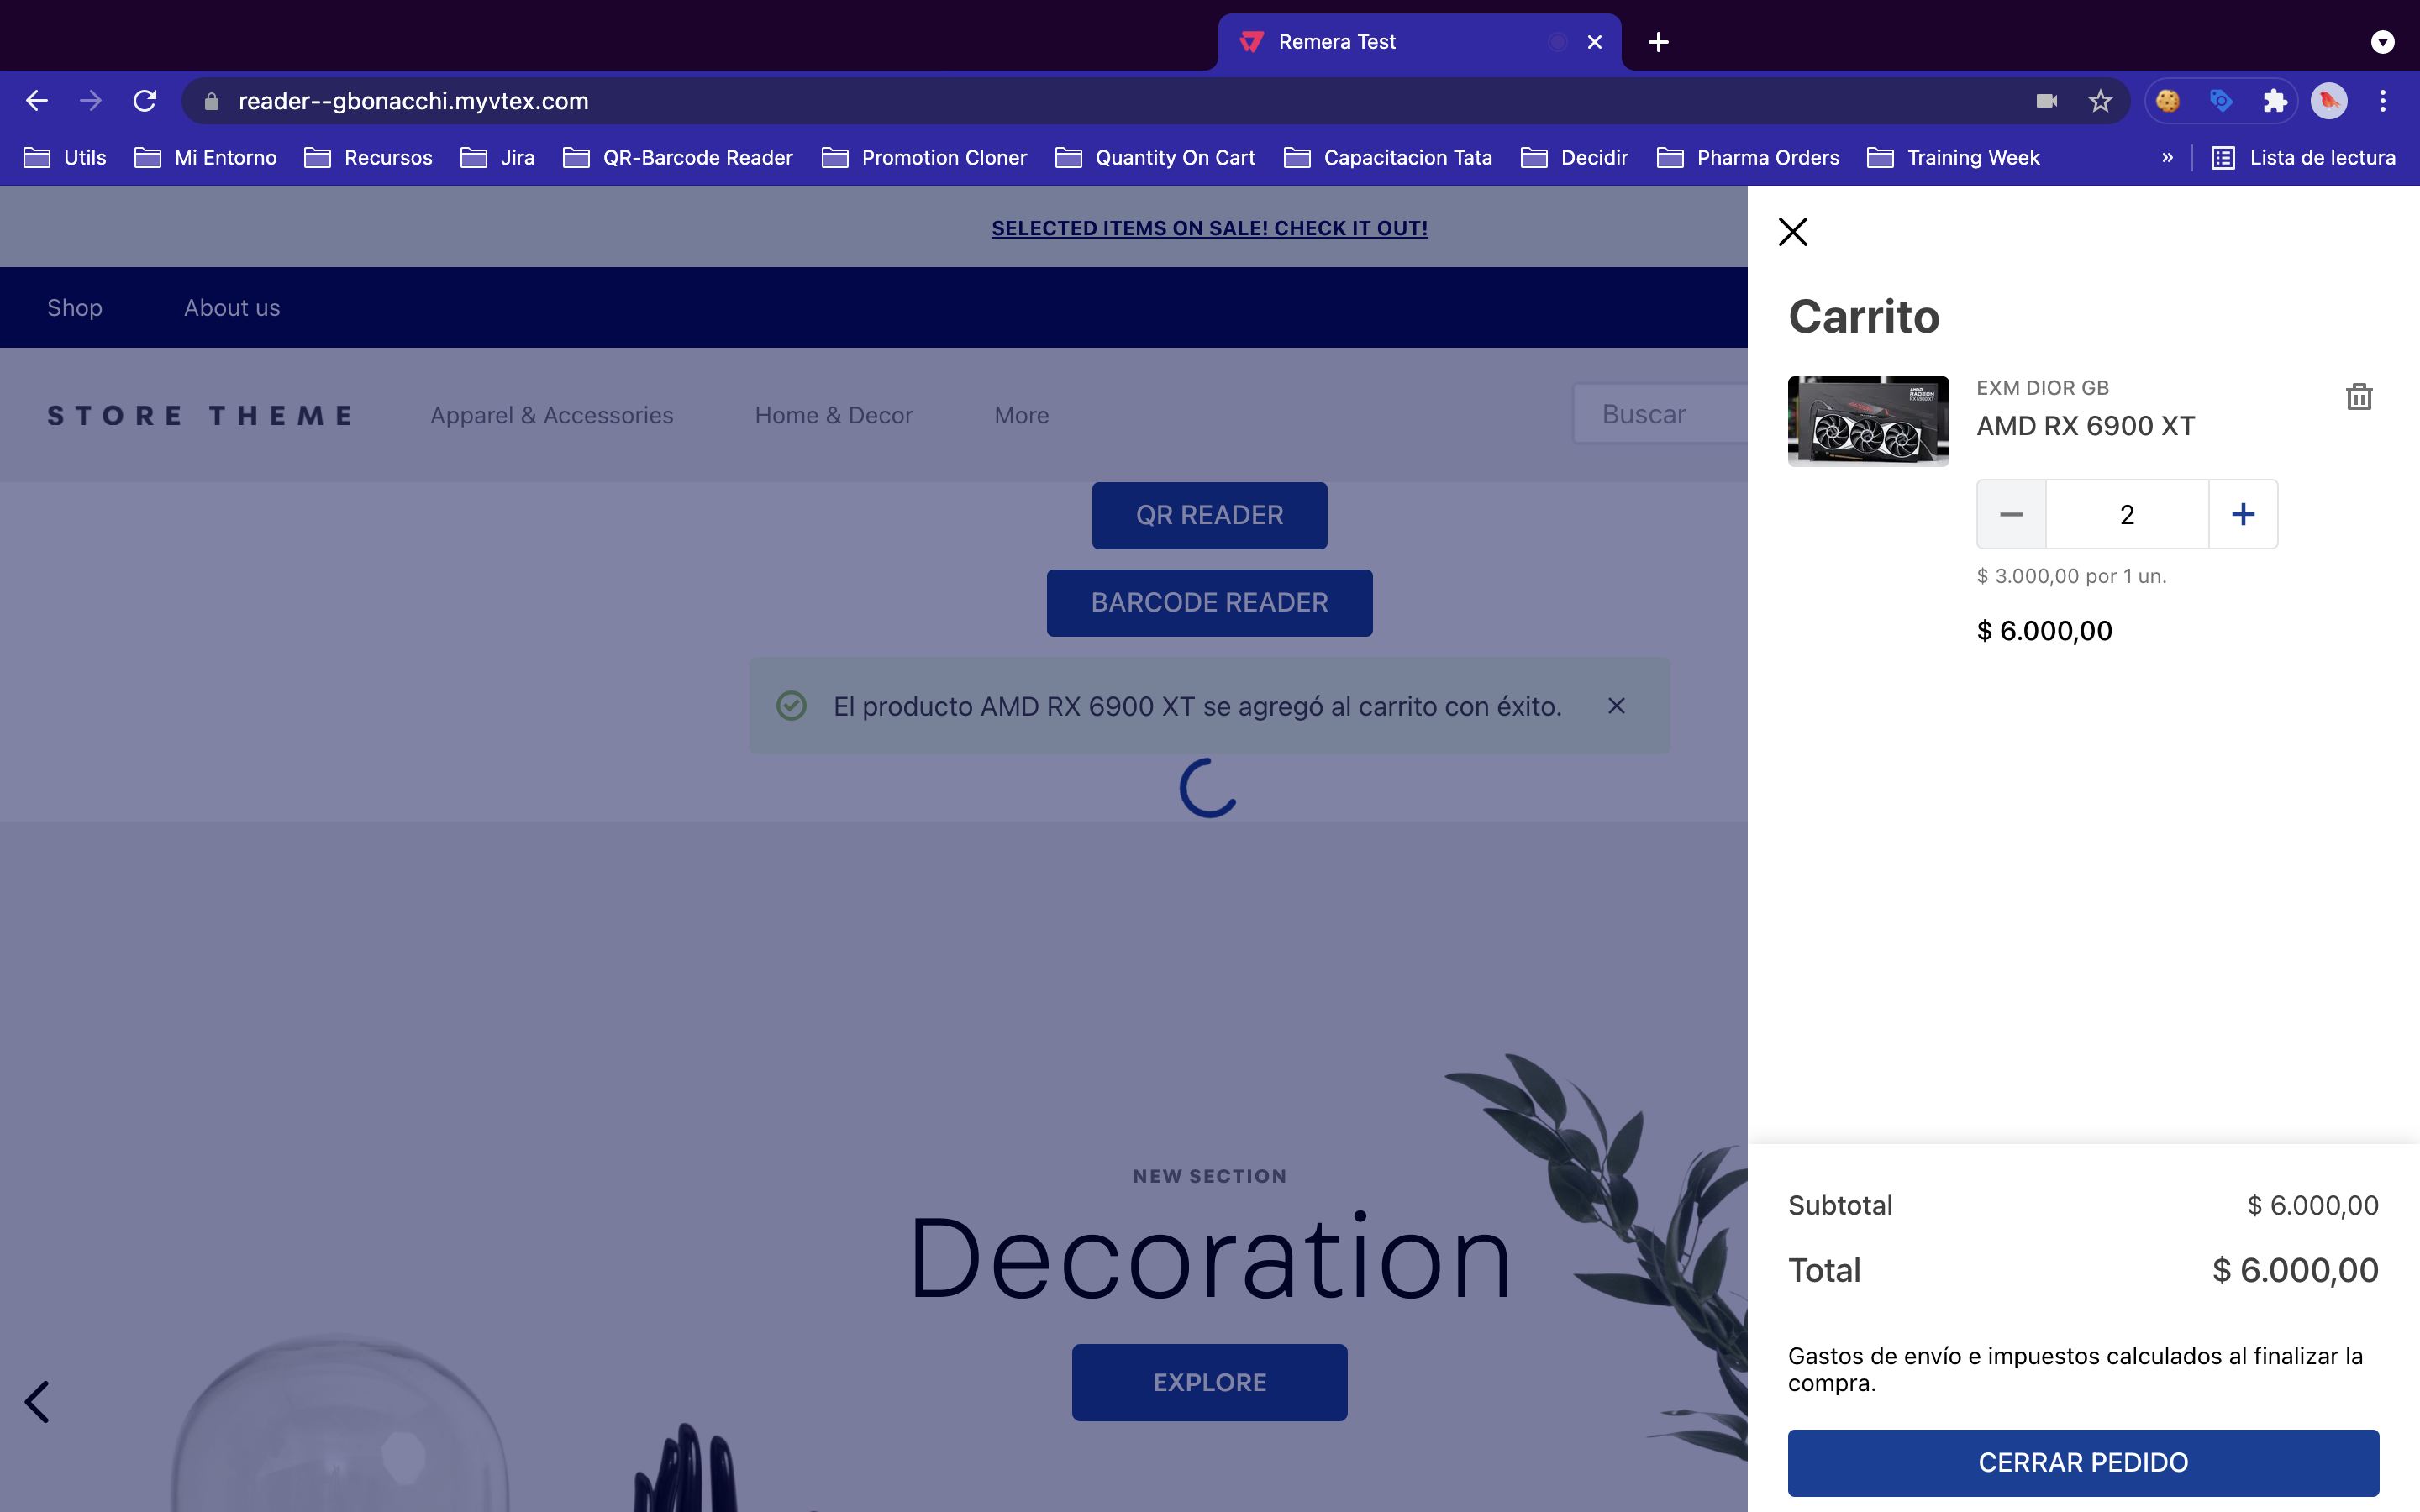 Remera Test
reader--gbonacchi.myvtex.com
Utils Mi Entorno Recursos Jira QR-Barcode Reader Promotion Cloner Quantity On Cart Capacitacion Tata Decidir Pharma Orders Training Week » Lista de lectura
SELECTED ITEMS ON SALE! CHECK IT OUT!
Shop About us
STORE THEME Apparel & Accessories Home & Decor More Buscar
QR READER
BARCODE READER
El producto AMD RX 6900 XT se agregó al carrito con éxito.
NEW SECTION
Decoration
EXPLORE
Carrito
AMD
RADEON
RX 6900 XT
EXM DIOR GB
AMD RX 6900 XT
2
$ 3.000,00 por 1 un.
$ 6.000,00
Subtotal $ 6.000,00
Total $ 6.000,00
Gastos de envío e impuestos calculados al finalizar la
compra.
CERRAR PEDIDO